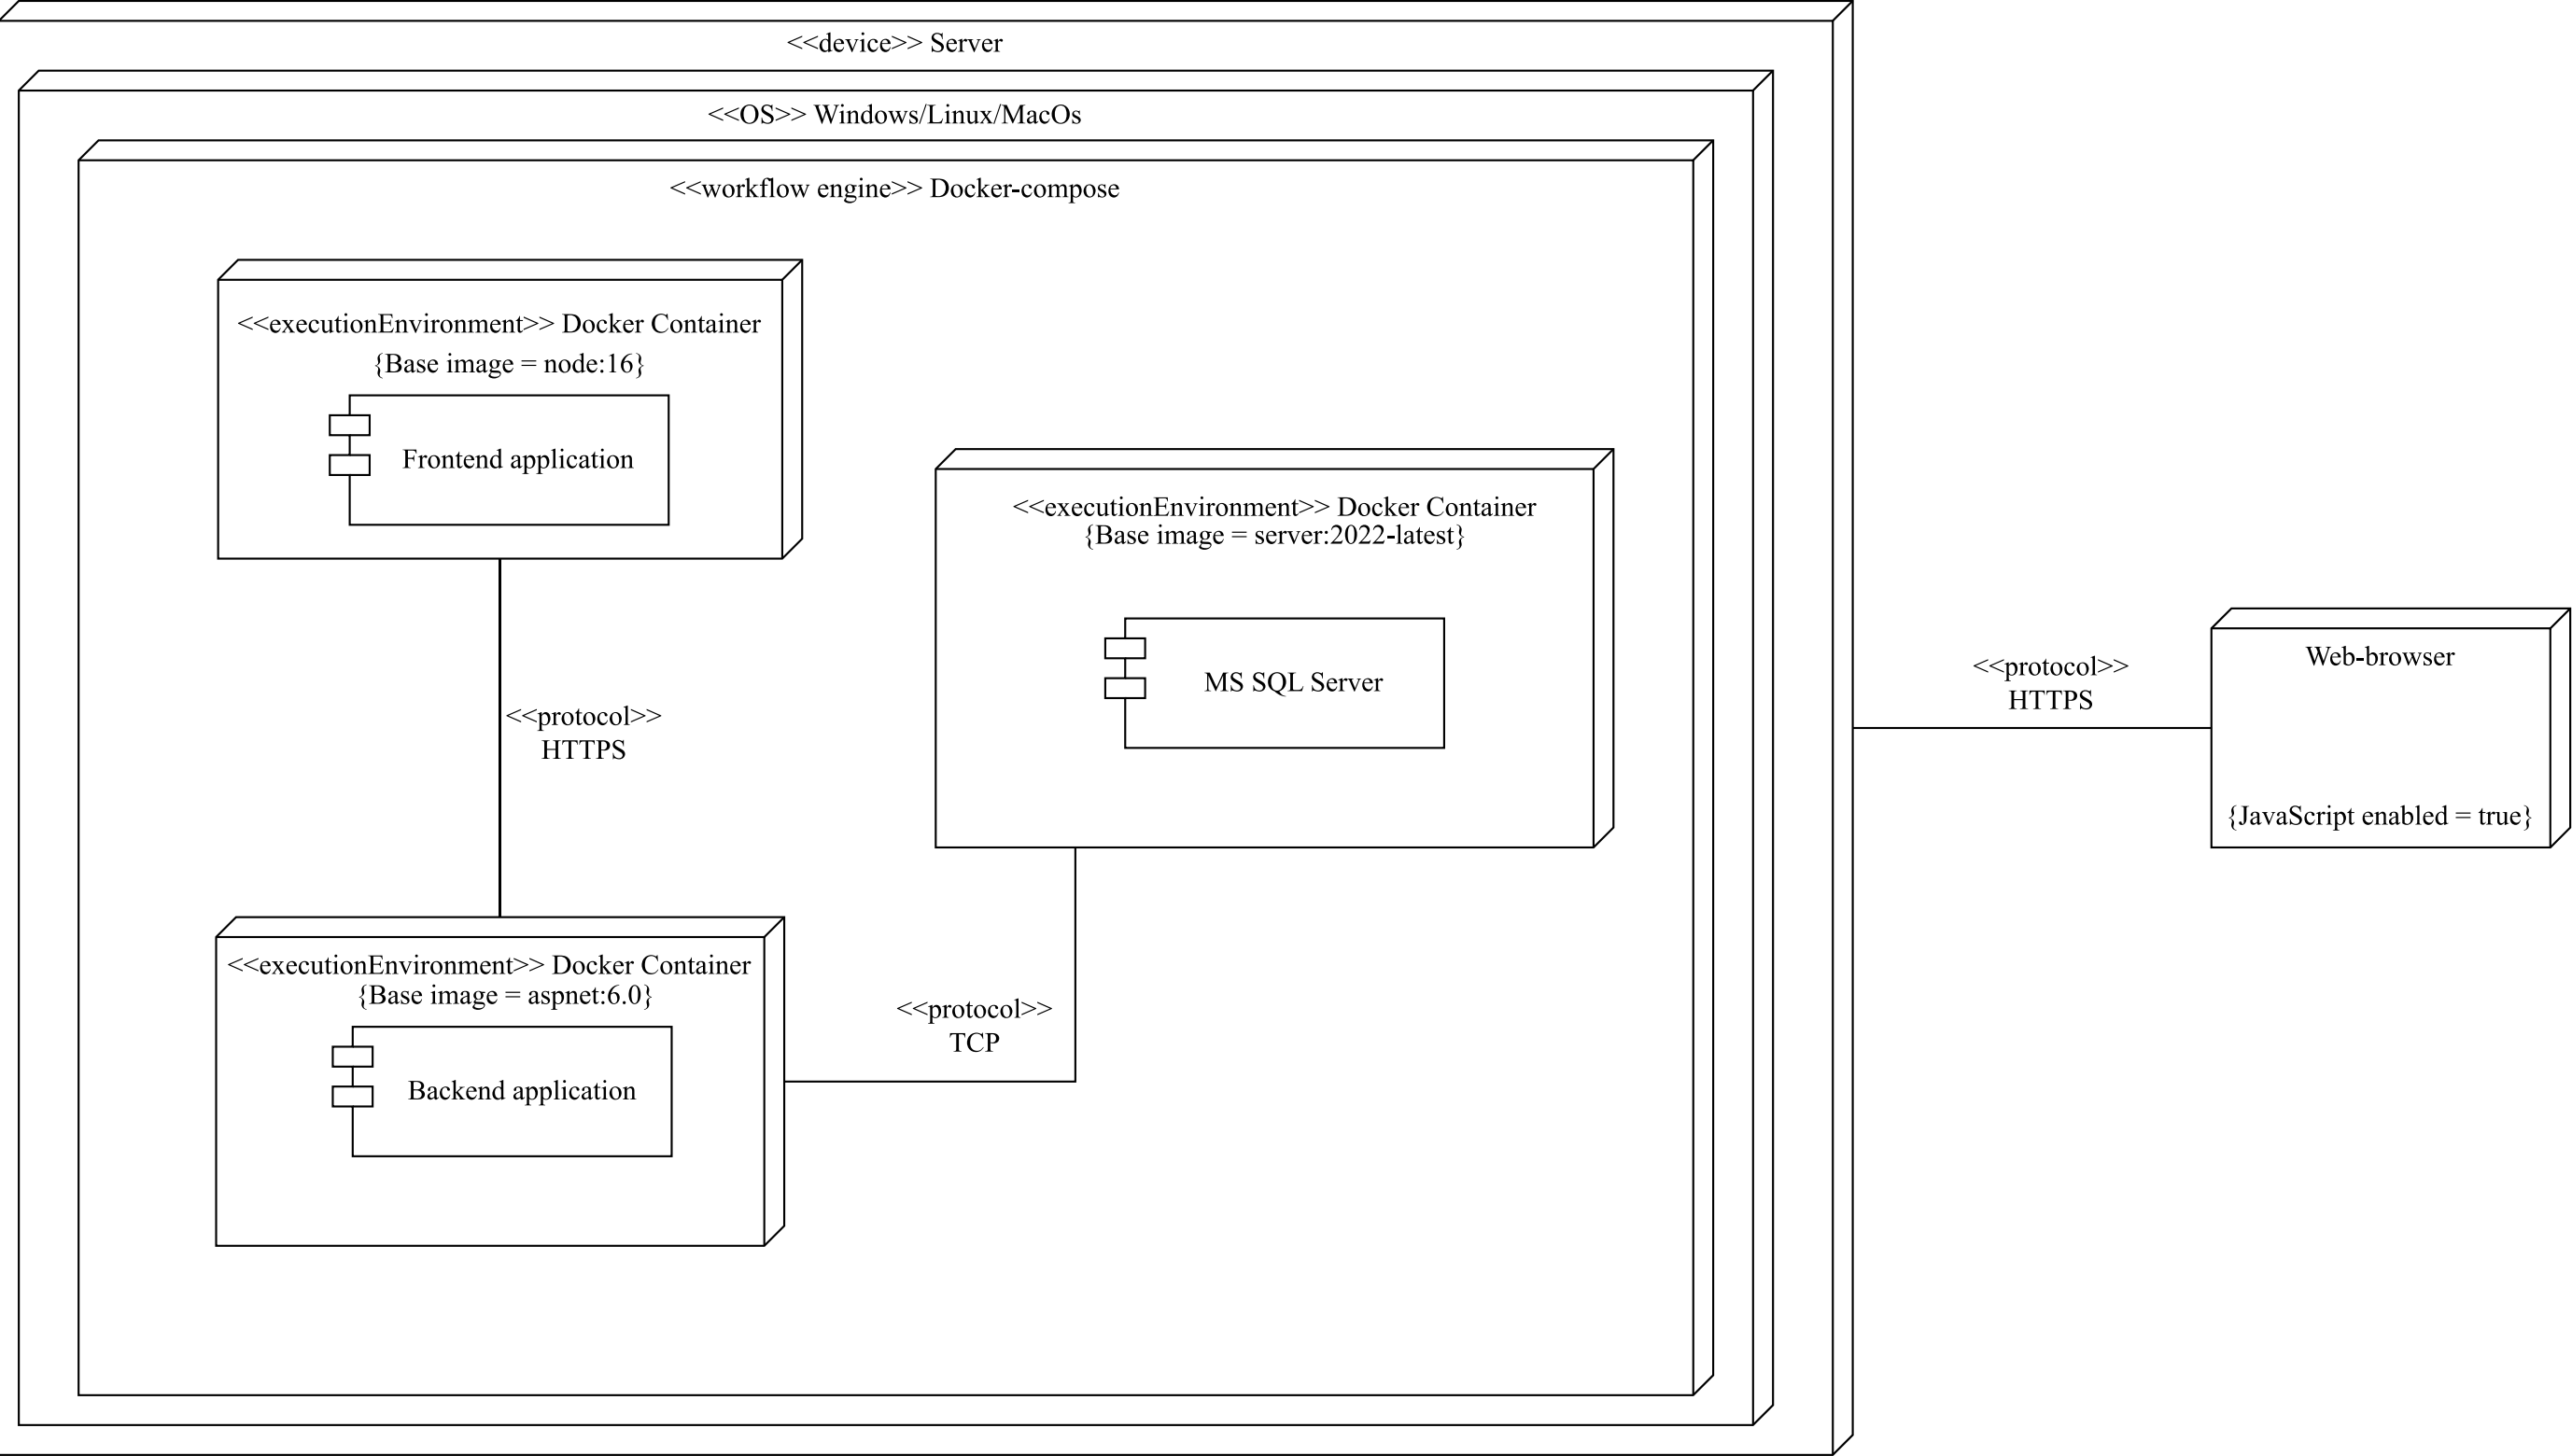 <<device>> Server
<<OS>> Windows/Linux/MacOs
<<workflow engine>> Docker-compose
<<executionEnvironment>> Docker Container
{Base image = node:16}
Frontend application
<<executionEnvironment>> Docker Container
{Base image = server:2022-latest}
MS SQL Server
<<protocol>>
HTTPS
Web-browser
{JavaScript enabled = true}
<<protocol>>
HTTPS
<<executionEnvironment>> Docker Container
{Base image = aspnet:6.0}
Backend application
<<protocol>>
TCP